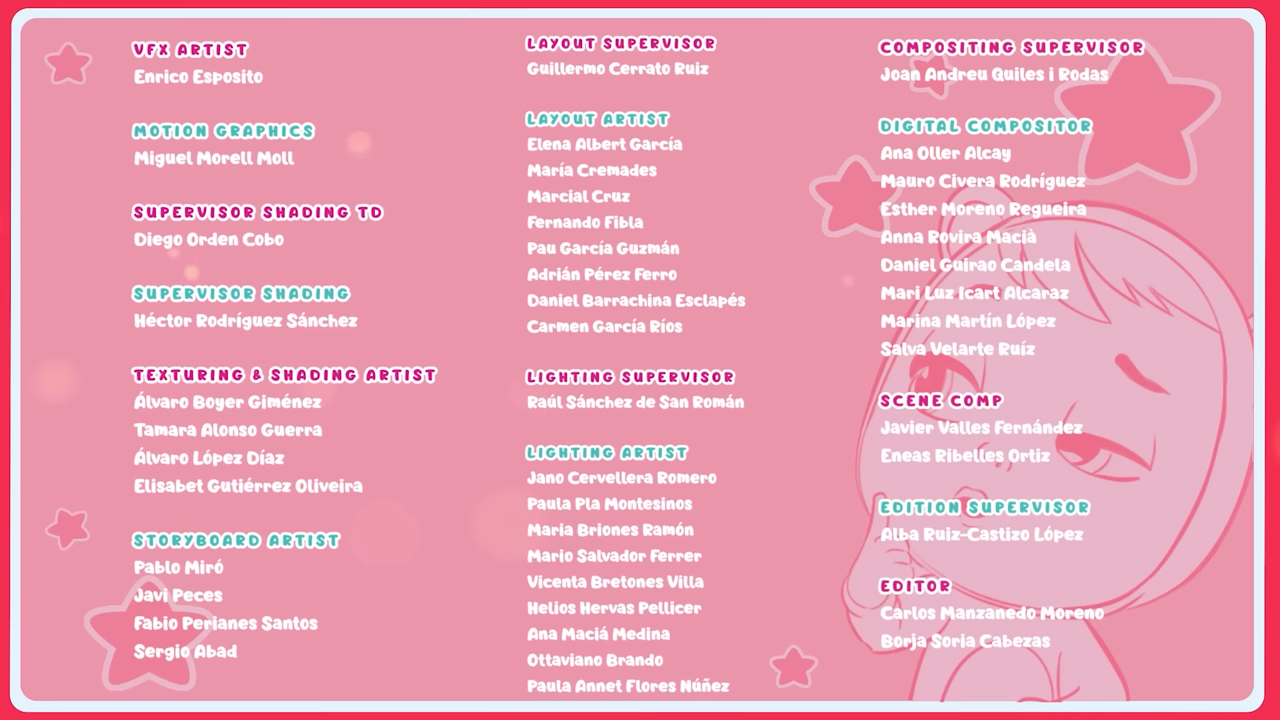 VFX ARTIST
Enrico Esposito
MOTION GRAPHICS
Miguel Morell Moll
SUPERVISOR SHADING TD
Diego Orden Cobo
SUPERVISOR SHADING
Héctor Rodríguez Sánchez
TEXTURING & SHADING ARTIST
Álvaro Boyer Giménez
Tamara Alonso Guerra
Álvaro López Díaz
Elisabet Gutiérrez Oliveira
STORYBOARD ARTIST
Pablo Miró
Javi Peces
Fabio Perianes Santos
Sergio Abad
LAYOUT SUPERVISOR
Guillermo Cerrato Ruiz
LAYOUT ARTIST
Elena Albert García
María Cremades
Marcial Cruz
Fernando Fibla
Pau García Guzmán
Adrián Pérez Ferro
Daniel Barrachina Esclapés
Carmen García Ríos
LIGHTING SUPERVISOR
Raúl Sánchez de San Román
LIGHTING ARTIST
Jano Cervellera Romero
Paula Pla Montesinos
Maria Briones Ramón
Mario Salvador Ferrer
Vicenta Bretones Villa
Helios Hervas Pellicer
Ana Maciá Medina
Ottaviano Brando
Paula Annet Flores Núñez
COMPOSITING SUPERVISOR
Joan Andreu Quiles i Rodas
DIGITAL COMPOSITOR
Ana Oller Alcay
Mauro Civera Rodríguez
Esther Moreno Regueira
Anna Rovira Macià
Daniel Guirao Candela
Mari Luz Icart Alcaraz
Marina Martín López
Salva Velarte Ruíz
SCENE COMP
Javier Valles Fernández
Eneas Ribelles Ortiz
EDITION SUPERVISOR
Alba Ruiz-Castizo López
EDITOR
Carlos Manzanedo Moreno
Borja Soria Cabezas